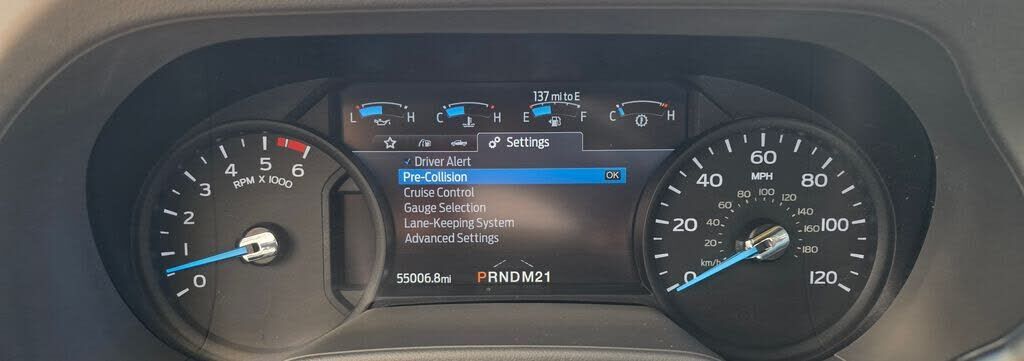 137 mi to E
L H C H E F C H
Settings
Driver Alert
Pre-Collision OK
Cruise Control
Gauge Selection
Lane-Keeping System
Advanced Settings
55006.8mi PRNDM21
0 1 2 3 4 5 6
RPM X 1000
0 20 40 60 80 100 120
MPH
20 40 60 80 100 120 140 160 180
km/h